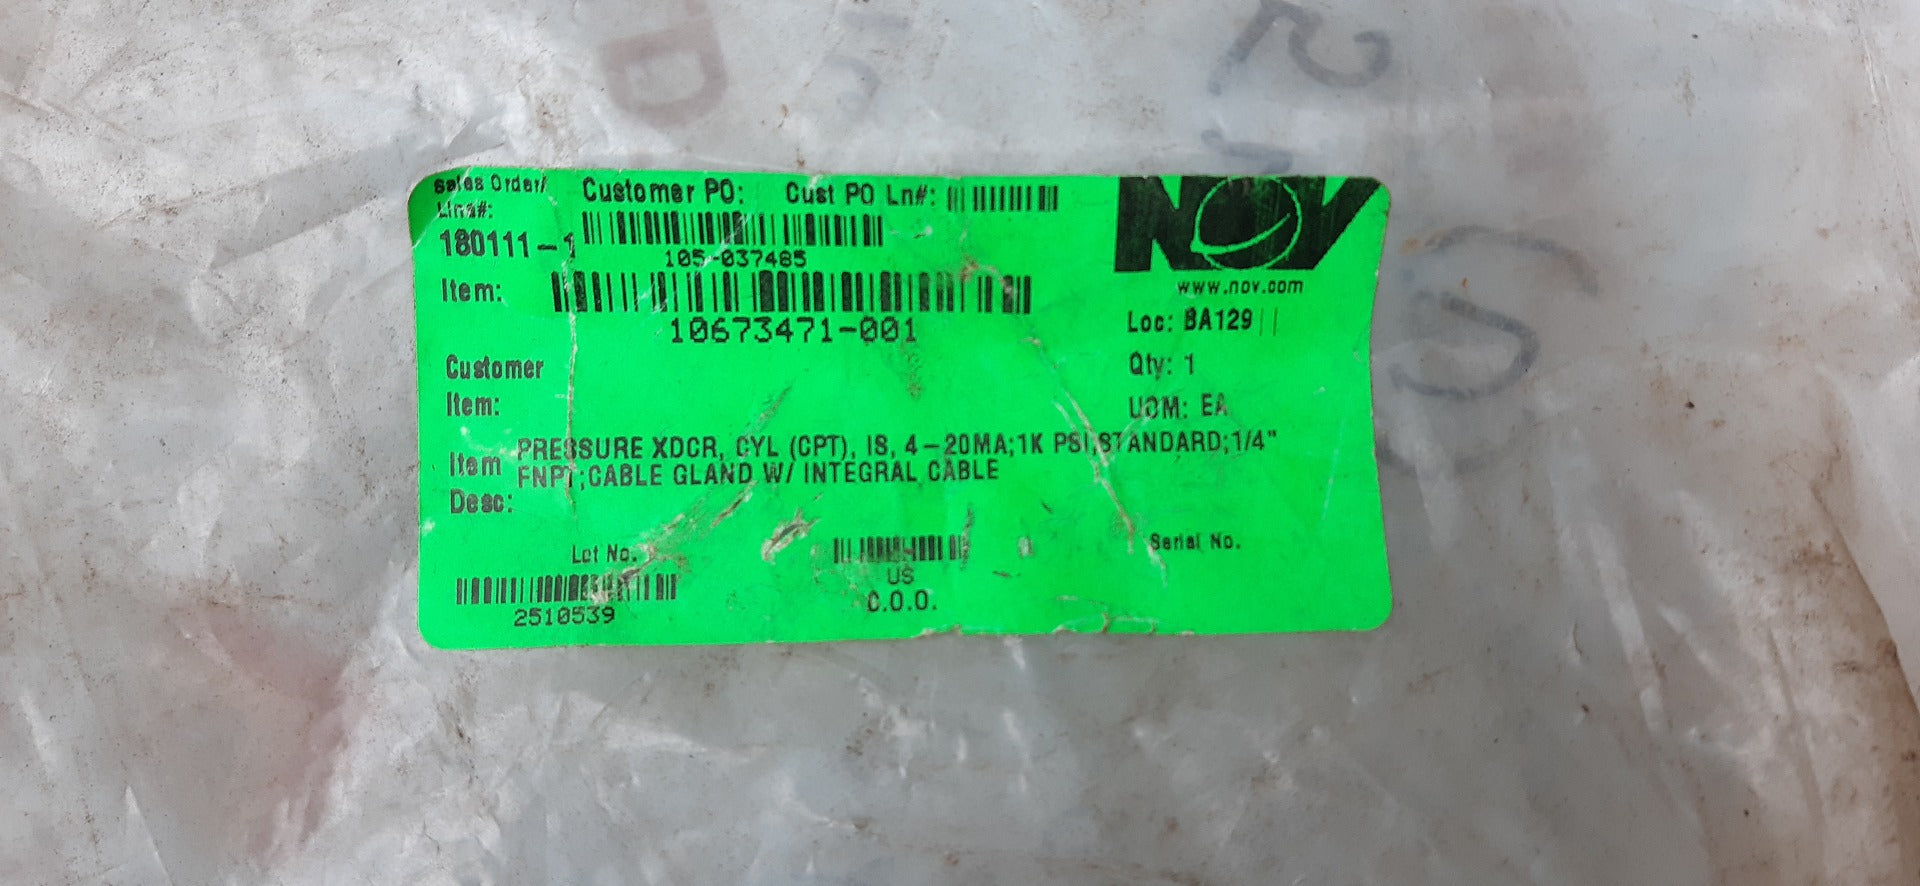 Sales Order/
Line#:
180111-1
Customer PO: Cust PO Ln#:
105-037485
NOV
www.nov.com
Item:
10673471-001
Loc: BA129
Customer
Item:
Qty: 1
UOM: EA
Item
Desc:
PRESSURE XDCR, CYL (CPT), IS, 4-20MA;1K PSI,STANDARD;1/4"
FNPT;CABLE GLAND W/ INTEGRAL CABLE
Lot No.
2510539
US
C.O.O.
Serial No.